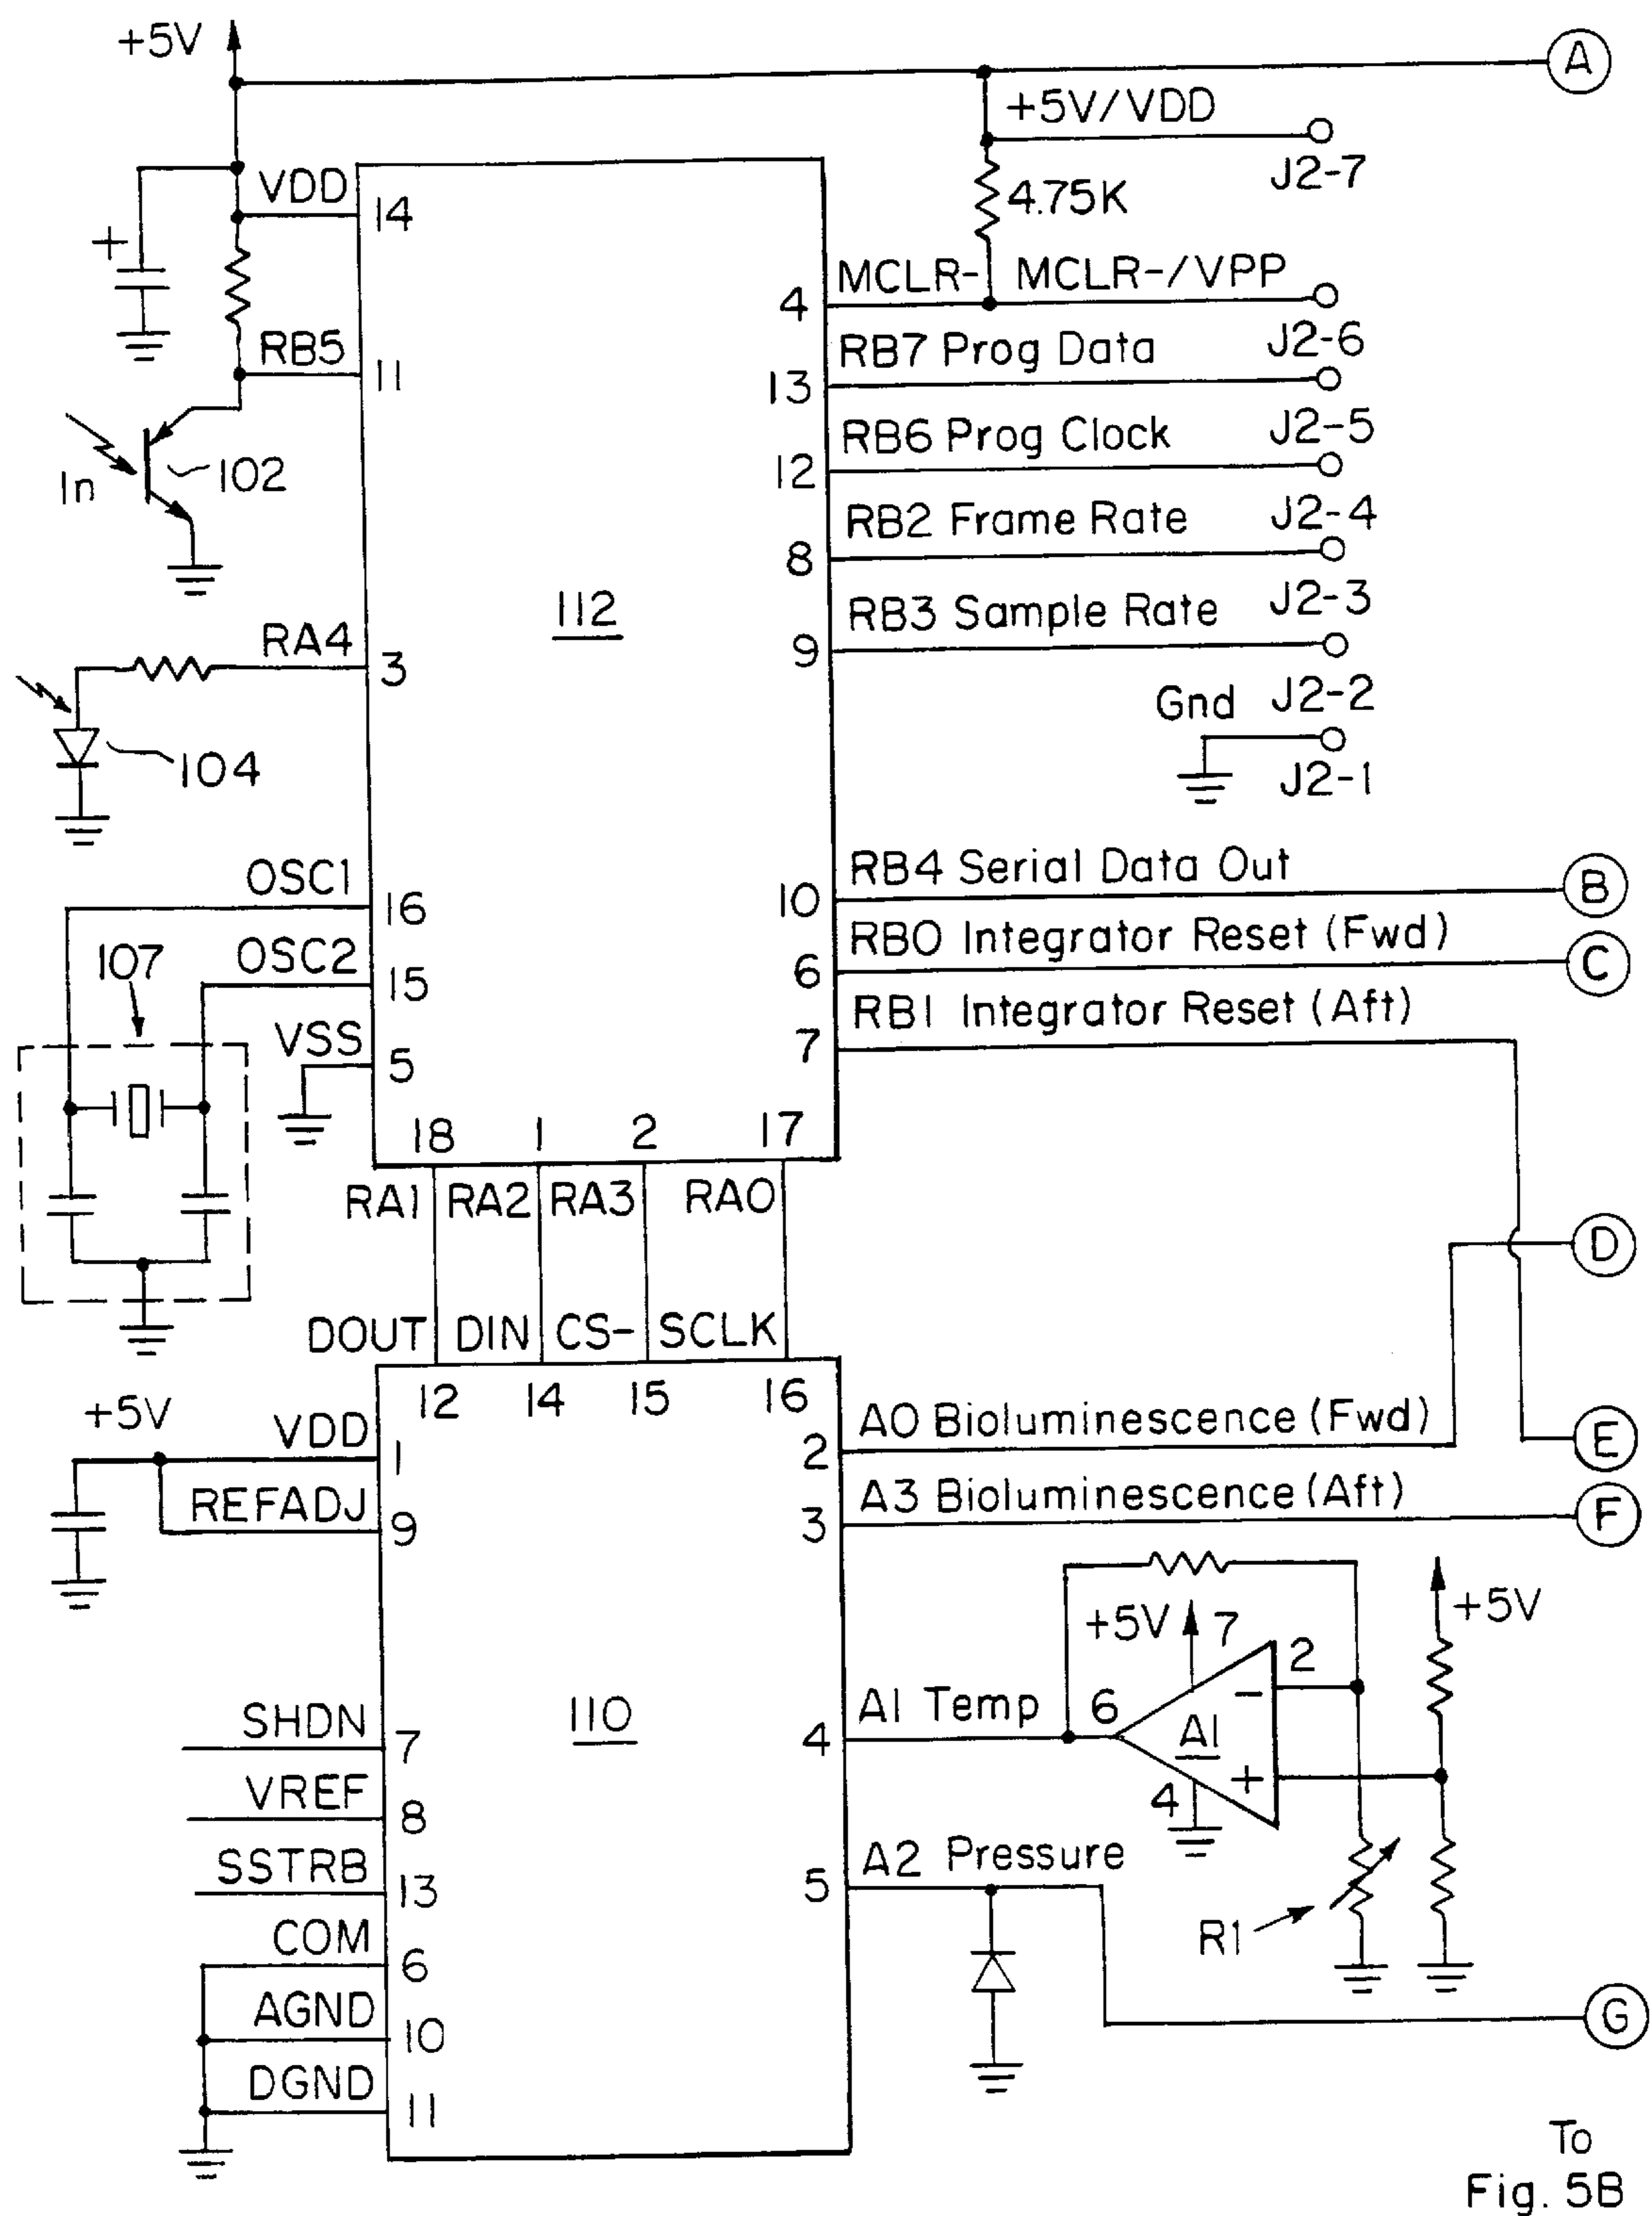 +5V
A
+5V/VDD
J2-7
VDD
14
4.75K
+
MCLR-
MCLR-/VPP
4
J2-6
RB5
11
RB7 Prog Data
13
J2-5
RB6 Prog Clock
12
In
102
J2-4
RB2 Frame Rate
8
J2-3
112
RB3 Sample Rate
9
RA4
3
Gnd
J2-2
104
J2-1
OSC1
16
RB4 Serial Data Out
10
B
107
OSC2
15
RB0 Integrator Reset (Fwd)
6
C
VSS
5
RB1 Integrator Reset (Aft)
7
18
1
2
17
RA1
RA2
RA3
RA0
D
DOUT
DIN
CS-
SCLK
12
14
15
16
+5V
VDD
1
A0 Bioluminescence (Fwd)
2
E
REFADJ
9
A3 Bioluminescence (Aft)
3
F
+5V
7
2
+5V
SHDN
7
110
A1 Temp
4
6
A1
-
+
4
VREF
8
SSTRB
13
A2 Pressure
5
R1
COM
6
AGND
10
G
DGND
11
To
Fig. 5B